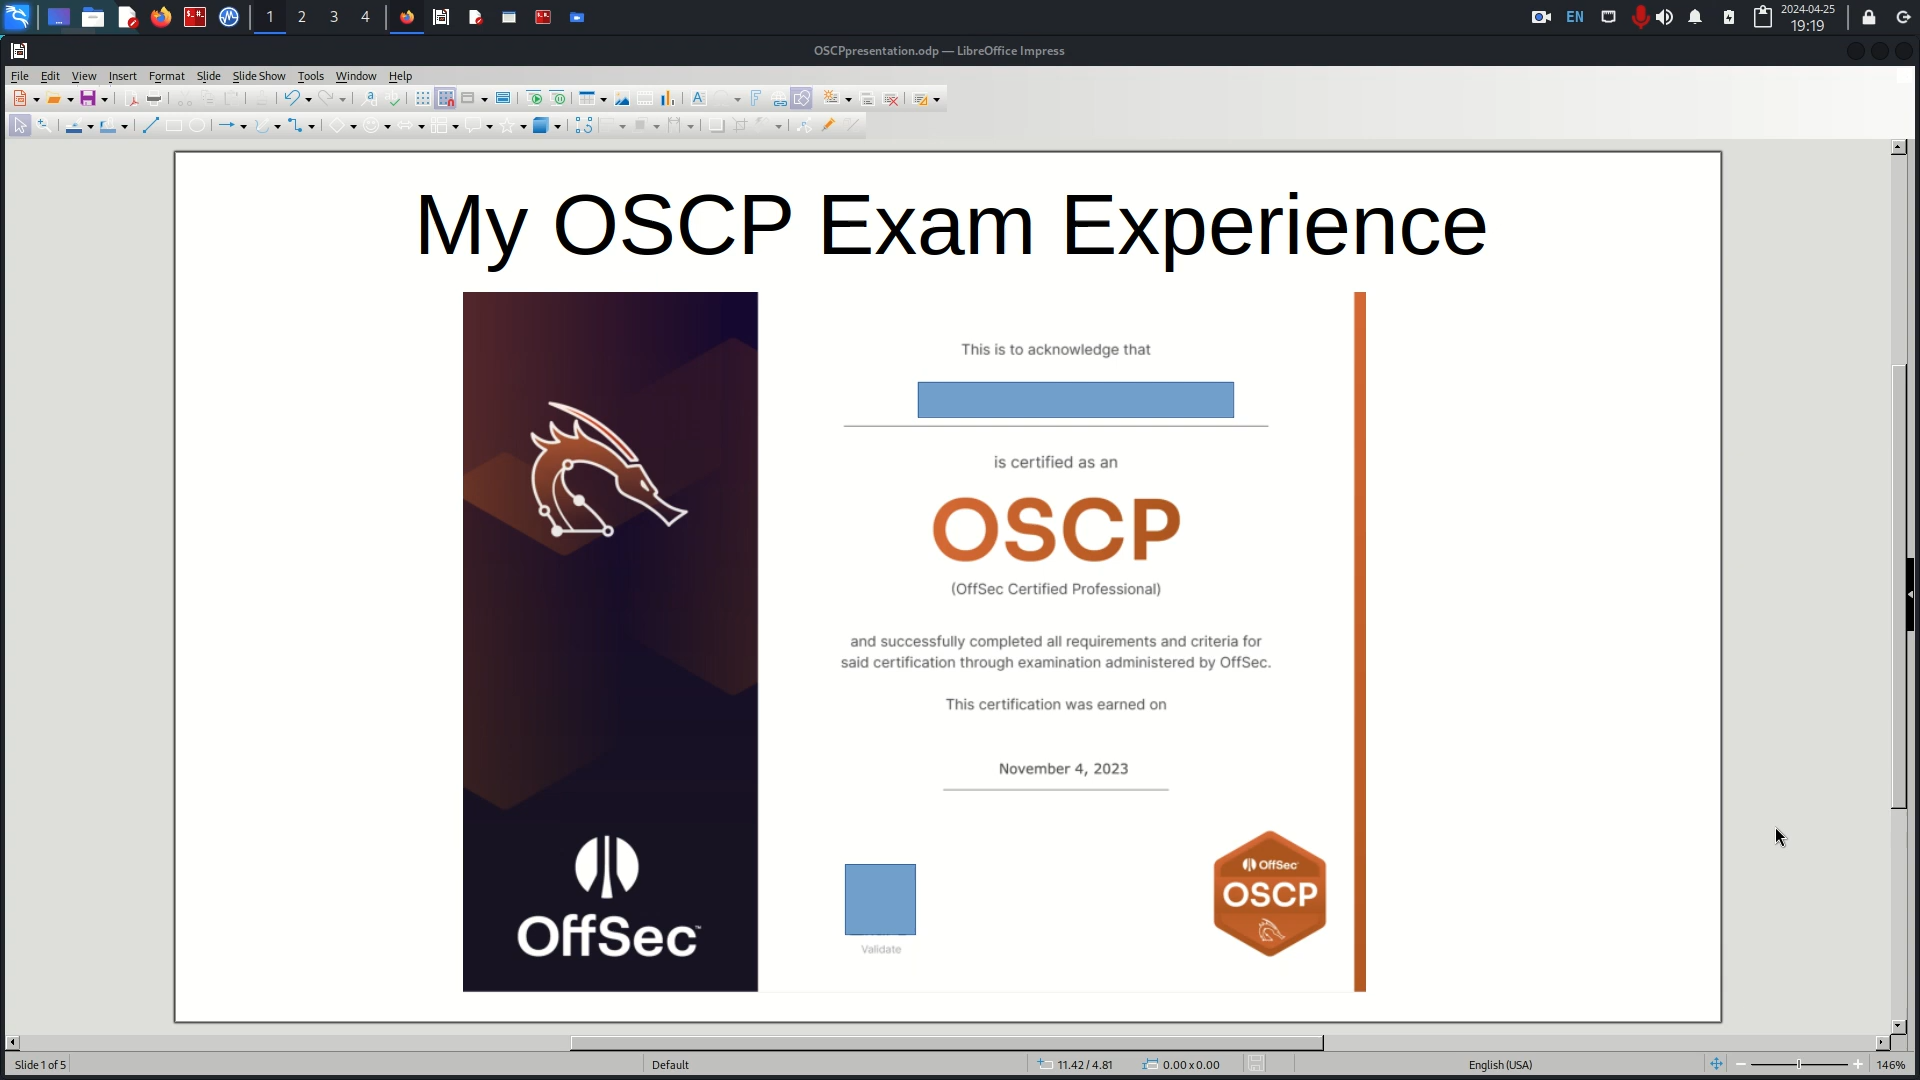 1 2 3 4
EN
2024-04-25
19:19
OSCPpresentation.odp — LibreOffice Impress
File Edit View Insert Format Slide Slide Show Tools Window Help
My OSCP Exam Experience
This is to acknowledge that
is certified as an
OSCP
(OffSec Certified Professional)
and successfully completed all requirements and criteria for
said certification through examination administered by OffSec.
This certification was earned on
November 4, 2023
OffSec™
Validate
OffSec
OSCP
Slide 1 of 5
Default
11.42 / 4.81
0.00 x 0.00
English (USA)
146%